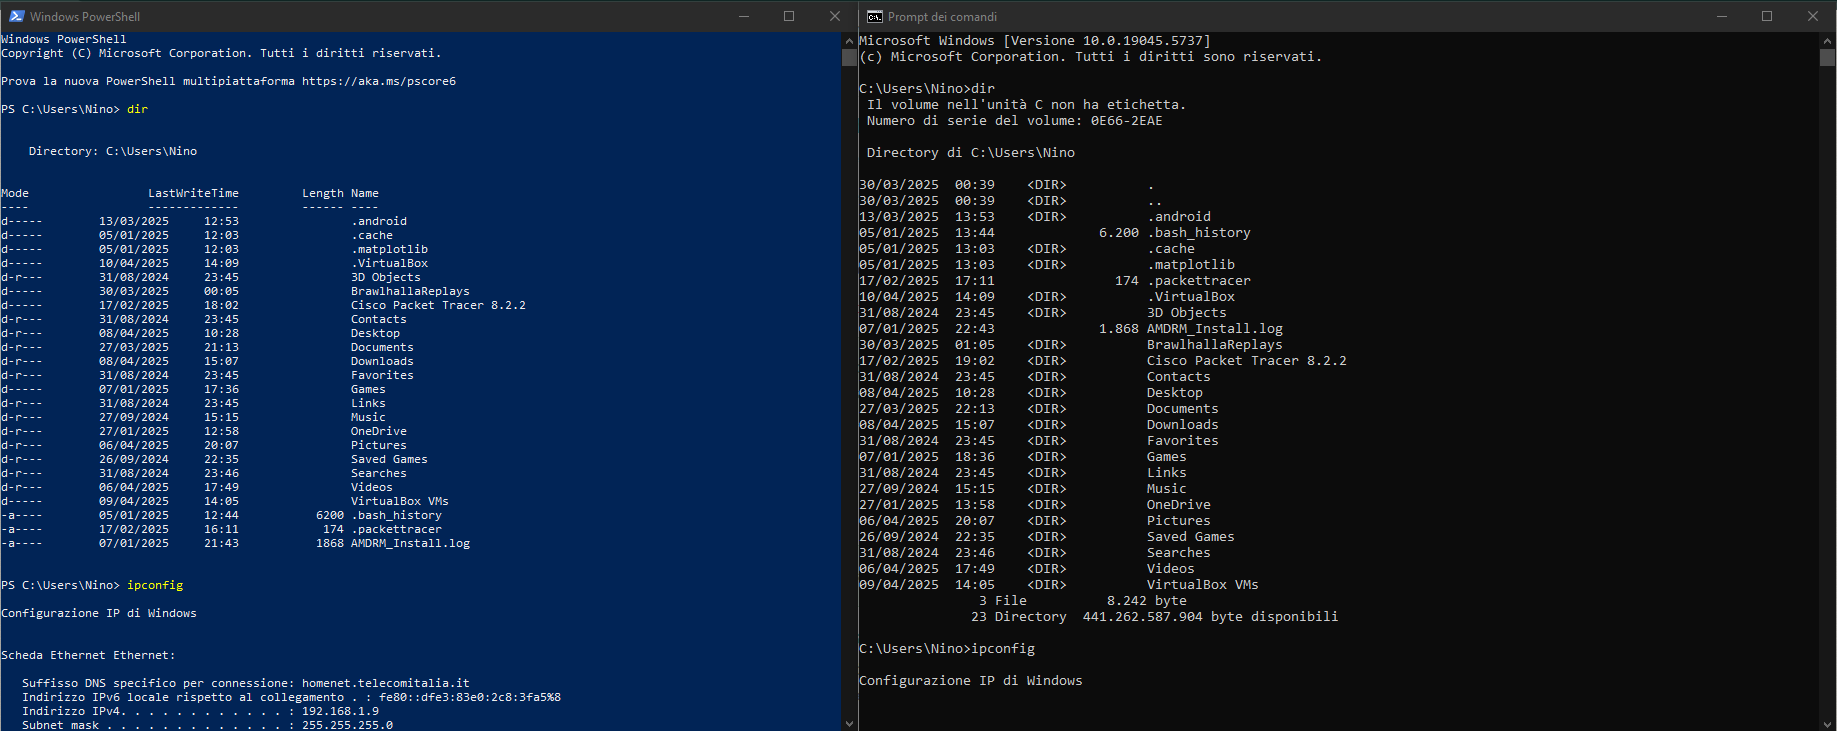 Windows PowerShell
Windows PowerShell
Copyright (C) Microsoft Corporation. Tutti i diritti riservati.
Prova la nuova PowerShell multipiattaforma https://aka.ms/pscore6
PS C:\Users\Nino> dir
Directory: C:\Users\Nino
Mode LastWriteTime Length Name
---- ------------- ------ ----
d----- 13/03/2025 12:53 .android
d----- 05/01/2025 12:03 .cache
d----- 05/01/2025 12:03 .matplotlib
d----- 10/04/2025 14:09 .VirtualBox
d-r--- 31/08/2024 23:45 3D Objects
d----- 30/03/2025 00:05 BrawlhallaReplays
d----- 17/02/2025 18:02 Cisco Packet Tracer 8.2.2
d-r--- 31/08/2024 23:45 Contacts
d-r--- 08/04/2025 10:28 Desktop
d-r--- 27/03/2025 21:13 Documents
d-r--- 08/04/2025 15:07 Downloads
d-r--- 31/08/2024 23:45 Favorites
d----- 07/01/2025 17:36 Games
d-r--- 31/08/2024 23:45 Links
d-r--- 27/09/2024 15:15 Music
d-r--- 27/01/2025 12:58 OneDrive
d-r--- 06/04/2025 20:07 Pictures
d-r--- 26/09/2024 22:35 Saved Games
d-r--- 31/08/2024 23:46 Searches
d-r--- 06/04/2025 17:49 Videos
d----- 09/04/2025 14:05 VirtualBox VMs
-a---- 05/01/2025 12:44 6200 .bash_history
-a---- 17/02/2025 16:11 174 .packettracer
-a---- 07/01/2025 21:43 1868 AMDRM_Install.log
PS C:\Users\Nino> ipconfig
Configurazione IP di Windows
Scheda Ethernet Ethernet:
Suffisso DNS specifico per connessione: homenet.telecomitalia.it
Indirizzo IPv6 locale rispetto al collegamento . : fe80::dfe3:83e0:2c8:3fa5%8
Indirizzo IPv4. . . . . . . . . . . . : 192.168.1.9
Subnet mask . . . . . . . . . . . . . : 255.255.255.0
Prompt dei comandi
Microsoft Windows [Versione 10.0.19045.5737]
(c) Microsoft Corporation. Tutti i diritti sono riservati.
C:\Users\Nino>dir
Il volume nell'unità C non ha etichetta.
Numero di serie del volume: 0E66-2EAE
Directory di C:\Users\Nino
30/03/2025 00:39 <DIR> .
30/03/2025 00:39 <DIR> ..
13/03/2025 13:53 <DIR> .android
05/01/2025 13:44 6.200 .bash_history
05/01/2025 13:03 <DIR> .cache
05/01/2025 13:03 <DIR> .matplotlib
17/02/2025 17:11 174 .packettracer
10/04/2025 14:09 <DIR> .VirtualBox
31/08/2024 23:45 <DIR> 3D Objects
07/01/2025 22:43 1.868 AMDRM_Install.log
30/03/2025 01:05 <DIR> BrawlhallaReplays
17/02/2025 19:02 <DIR> Cisco Packet Tracer 8.2.2
31/08/2024 23:45 <DIR> Contacts
08/04/2025 10:28 <DIR> Desktop
27/03/2025 22:13 <DIR> Documents
08/04/2025 15:07 <DIR> Downloads
31/08/2024 23:45 <DIR> Favorites
07/01/2025 18:36 <DIR> Games
31/08/2024 23:45 <DIR> Links
27/09/2024 15:15 <DIR> Music
27/01/2025 13:58 <DIR> OneDrive
06/04/2025 20:07 <DIR> Pictures
26/09/2024 22:35 <DIR> Saved Games
31/08/2024 23:46 <DIR> Searches
06/04/2025 17:49 <DIR> Videos
09/04/2025 14:05 <DIR> VirtualBox VMs
3 File 8.242 byte
23 Directory 441.262.587.904 byte disponibili
C:\Users\Nino>ipconfig
Configurazione IP di Windows